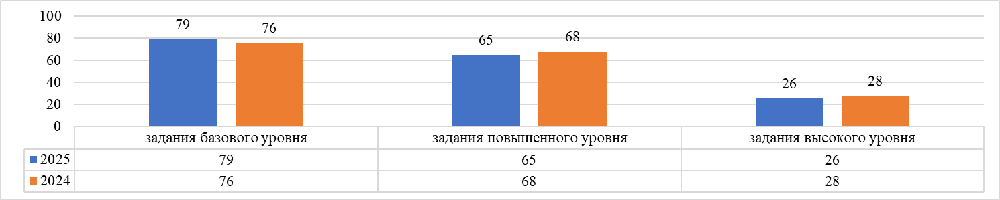 100
80
60
40
20
0
79
76
65
68
26
28
задания базового уровня
задания повышенного уровня
задания высокого уровня
2025 79 65 26
2024 76 68 28